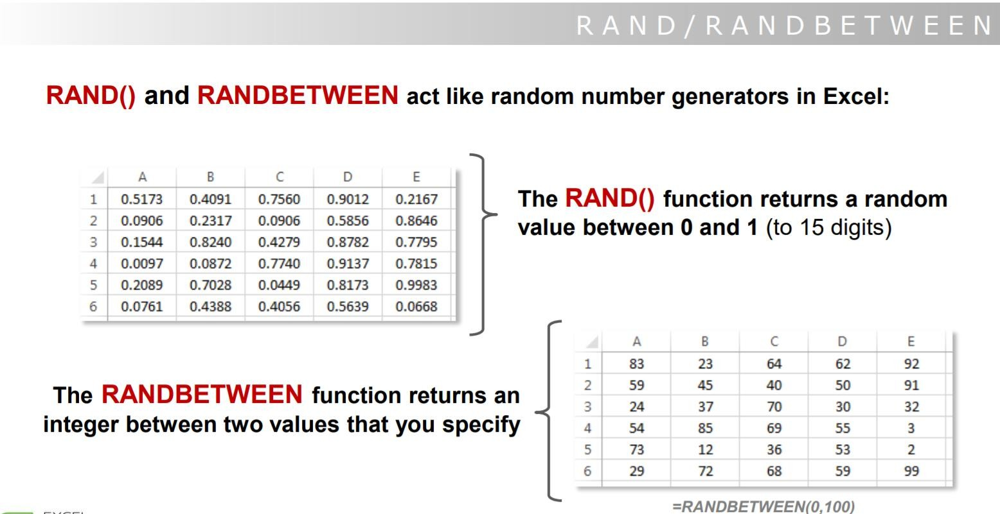 RAND/RANDBETWEEN
RAND() and RANDBETWEEN act like random number generators in Excel:
A B C D E
1 0.5173 0.4091 0.7560 0.9012 0.2167
2 0.0906 0.2317 0.0906 0.5856 0.8646
3 0.1544 0.8240 0.4279 0.8782 0.7795
4 0.0097 0.0872 0.7740 0.9137 0.7815
5 0.2089 0.7028 0.0449 0.8173 0.9983
6 0.0761 0.4388 0.4056 0.5639 0.0668
The RAND() function returns a random
value between 0 and 1 (to 15 digits)
The RANDBETWEEN function returns an
integer between two values that you specify
A B C D E
1 83 23 64 62 92
2 59 45 40 50 91
3 24 37 70 30 32
4 54 85 69 55 3
5 73 12 36 53 2
6 29 72 68 59 99
=RANDBETWEEN(0,100)